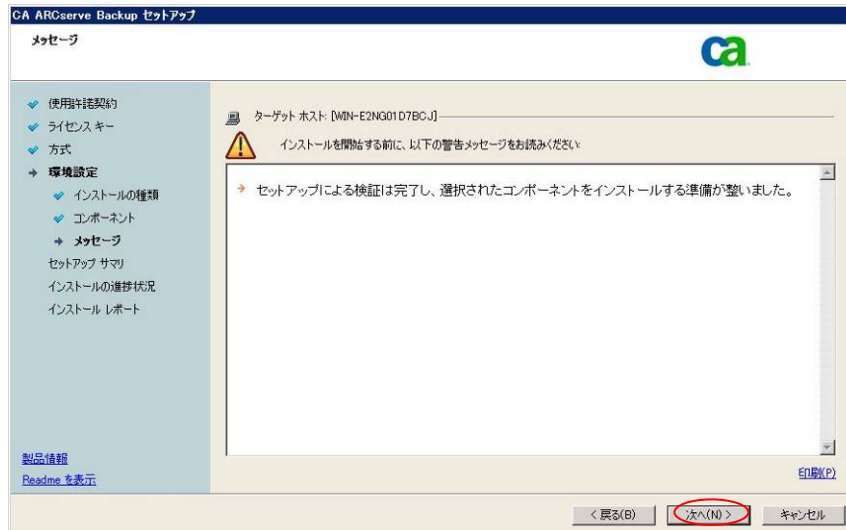 CA ARCserve Backup セットアップ
メッセージ
ca
使用許諾契約
ライセンス キー
方式
環境設定
インストールの種類
コンポーネント
メッセージ
セットアップ サマリ
インストールの進捗状況
インストール レポート
製品情報
Readme を表示
ターゲット ホスト: [WIN-E2NG01D7BCJ]
インストールを開始する前に、以下の警告メッセージをお読みください:
セットアップによる検証は完了し、選択されたコンポーネントをインストールする準備が整いました。
印刷(P)
< 戻る(B)
次へ(N) >
キャンセル